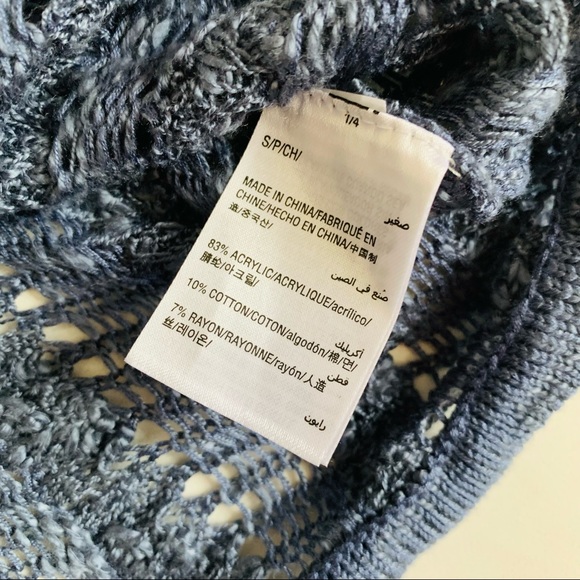 1/4
S/P/CH/
صغير
MADE IN CHINA/FABRIQUÉ EN
CHINE/HECHO EN CHINA/中国制
造/중국산/
صنع في الصين
83% ACRYLIC/ACRYLIQUE/acrílico/
腈纶/아크릴/
أكريليك
10% COTTON/COTON/algodón/棉/면/
قطن
7% RAYON/RAYONNE/rayón/人造
丝/레이온/
رايون